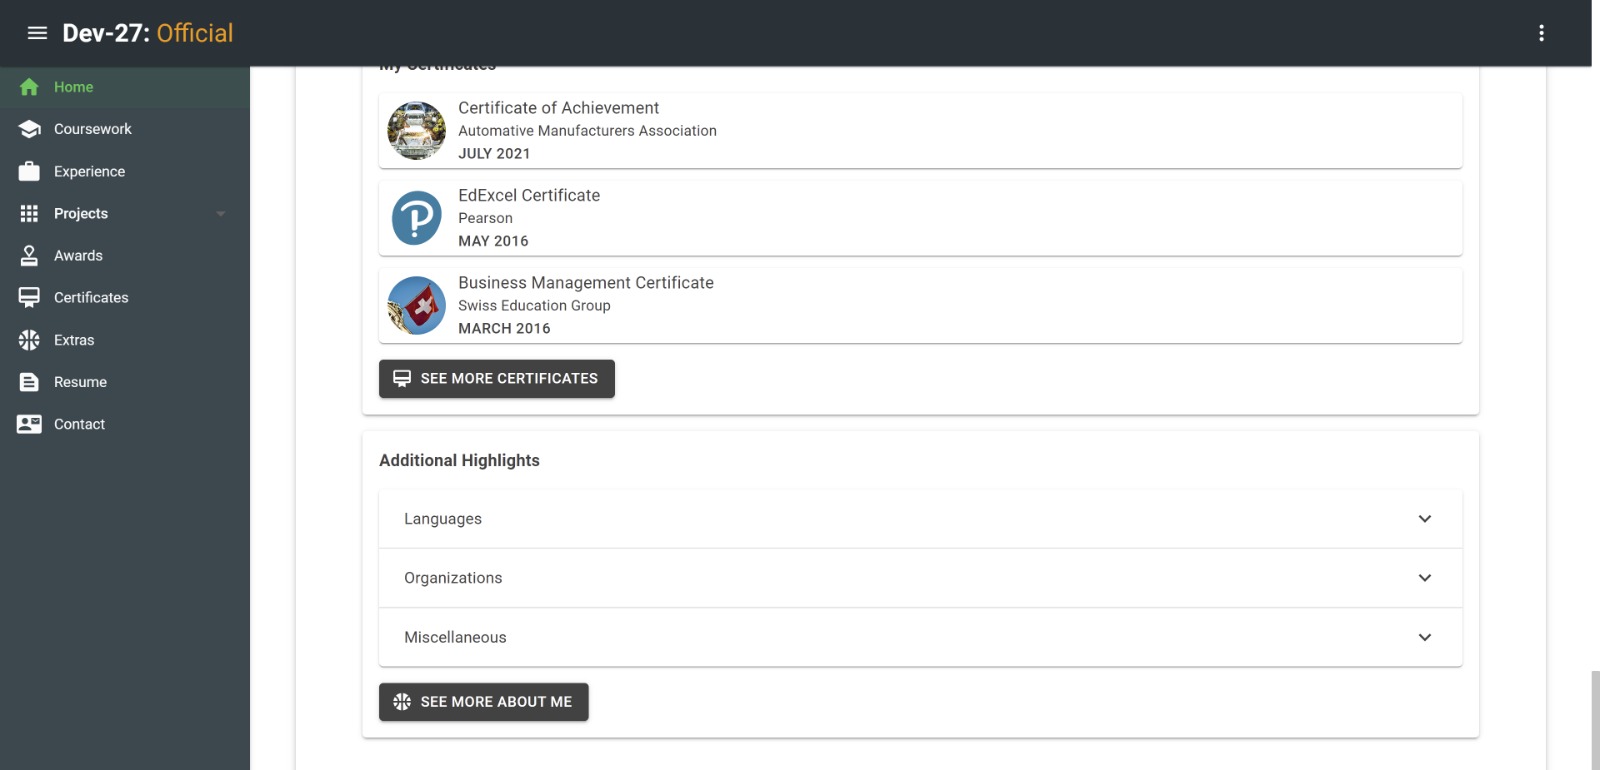 Dev-27: Official
Home
Coursework
Experience
Projects
Awards
Certificates
Extras
Resume
Contact
My Certificates
Certificate of Achievement
Automative Manufacturers Association
JULY 2021
EdExcel Certificate
Pearson
MAY 2016
Business Management Certificate
Swiss Education Group
MARCH 2016
SEE MORE CERTIFICATES
Additional Highlights
Languages
Organizations
Miscellaneous
SEE MORE ABOUT ME